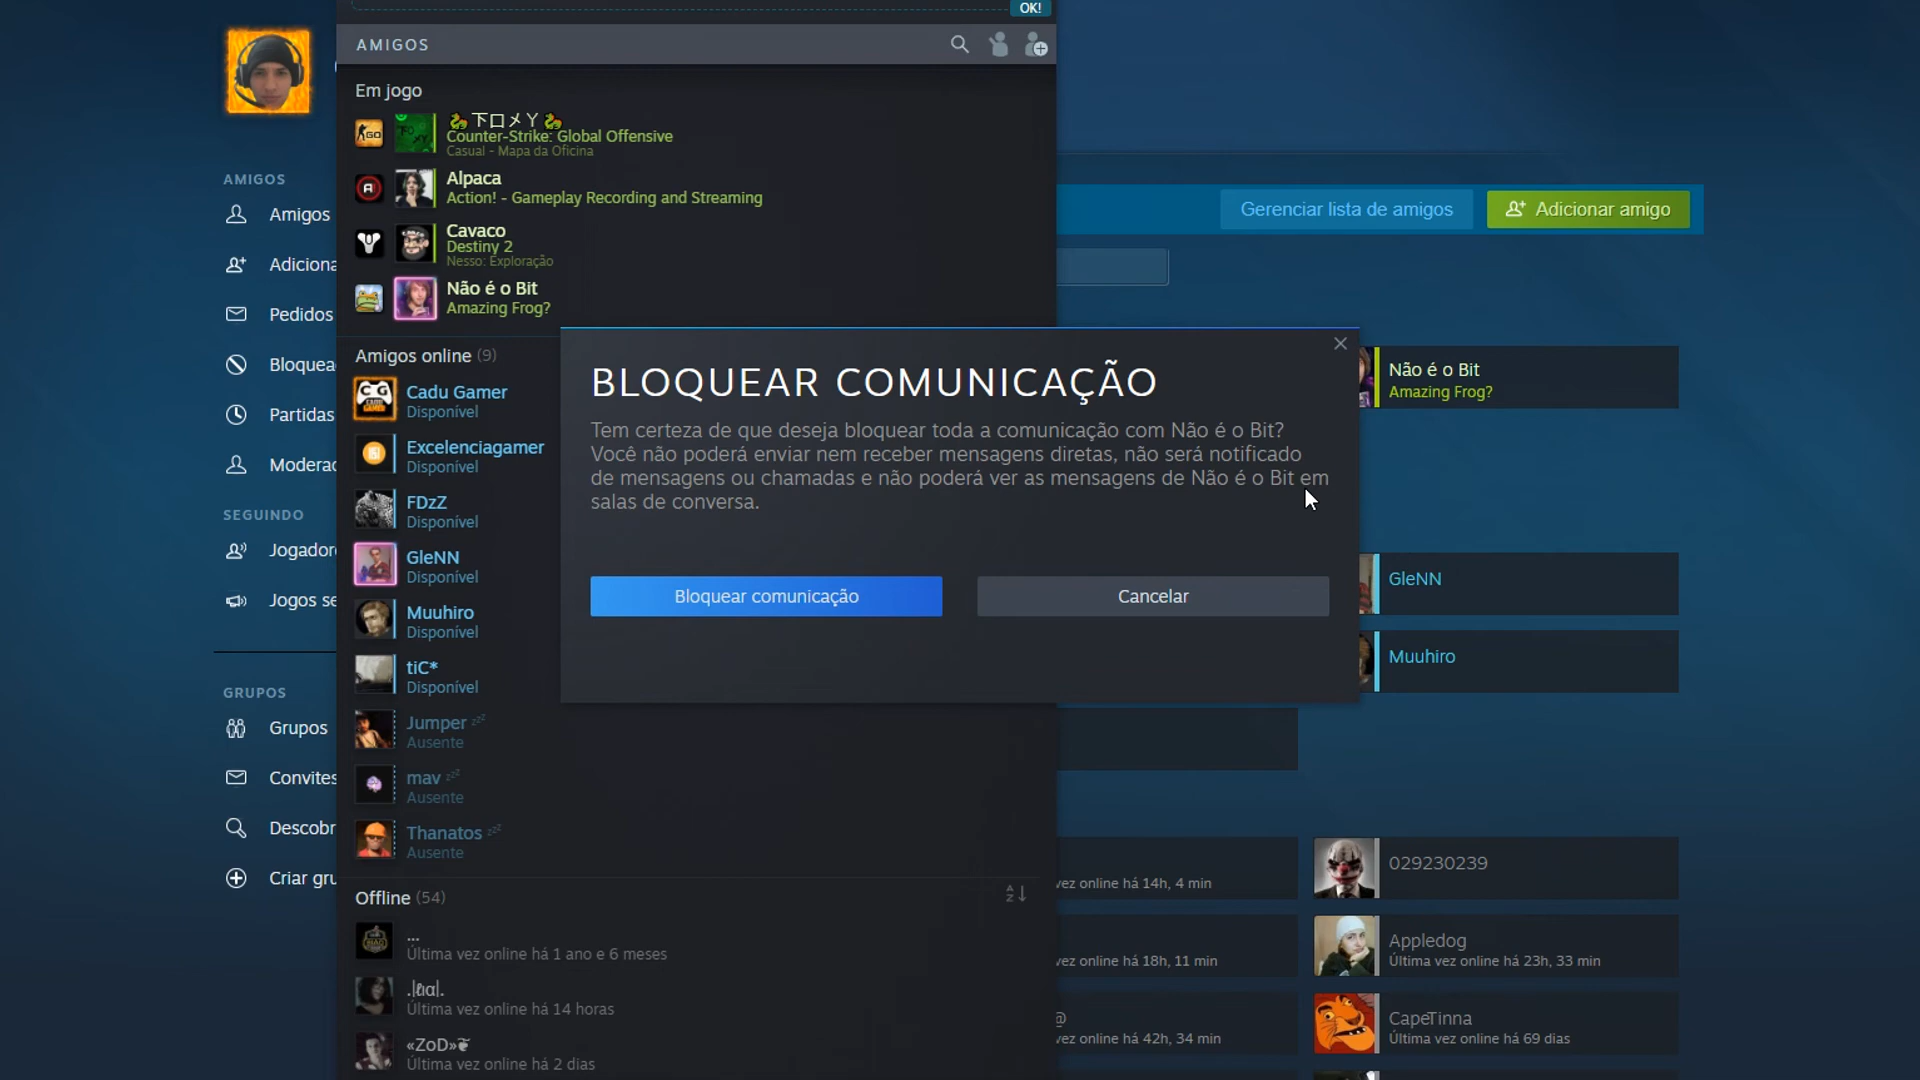 OK!
AMIGOS
Em jogo
下口メ丫
Counter-Strike: Global Offensive
Casual - Mapa da Oficina
Alpaca
Action! - Gameplay Recording and Streaming
Cavaco
Destiny 2
Nesso: Exploração
Não é o Bit
Amazing Frog?
Amigos online (9)
Cadu Gamer
Disponível
Excelenciagamer
Disponível
FDzZ
Disponível
GleNN
Disponível
Muuhiro
Disponível
tiC*
Disponível
Jumper zzz
Ausente
mav zzz
Ausente
Thanatos zzz
Ausente
Offline (54)
...
Última vez online há 1 ano e 6 meses
Última vez online há 14 horas
«ZoD»
Última vez online há 2 dias
AMIGOS
Amigos
Adiciona
Pedidos
Bloquea
Partidas
Moderac
SEGUINDO
Jogador
Jogos se
GRUPOS
Grupos
Convites
Descobr
Criar gru
BLOQUEAR COMUNICAÇÃO
Tem certeza de que deseja bloquear toda a comunicação com Não é o Bit?
Você não poderá enviar nem receber mensagens diretas, não será notificado
de mensagens ou chamadas e não poderá ver as mensagens de Não é o Bit em
salas de conversa.
Bloquear comunicação
Cancelar
Gerenciar lista de amigos
Adicionar amigo
Não é o Bit
Amazing Frog?
GleNN
Muuhiro
vez online há 14h, 4 min
029230239
vez online há 18h, 11 min
Appledog
Última vez online há 23h, 33 min
@
vez online há 42h, 34 min
CapeTinna
Última vez online há 69 dias